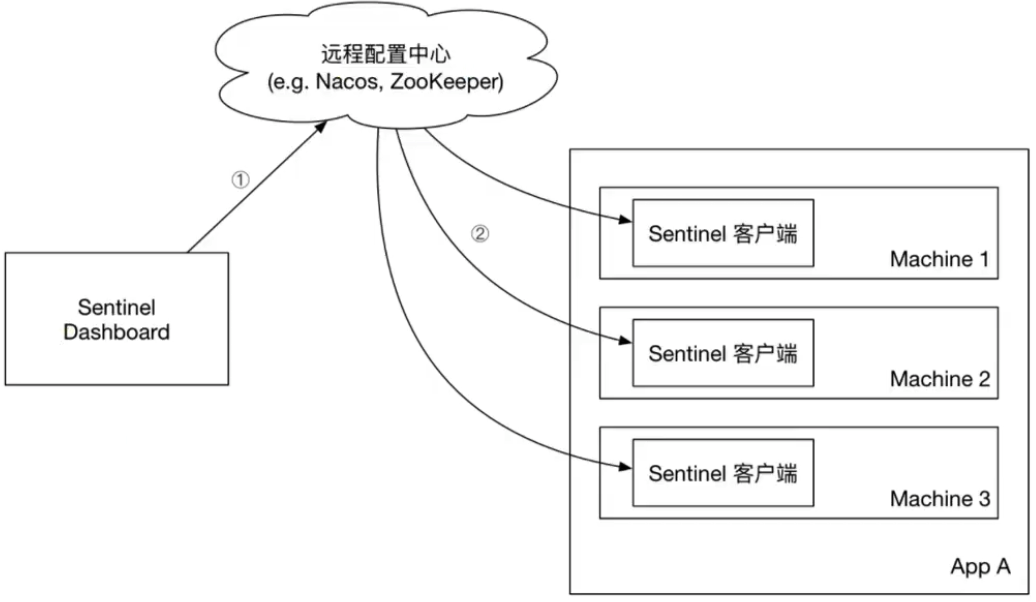 远程配置中心
(e.g. Nacos, ZooKeeper)
①
②
Sentinel
Dashboard
Sentinel 客户端
Machine 1
Sentinel 客户端
Machine 2
Sentinel 客户端
Machine 3
App A